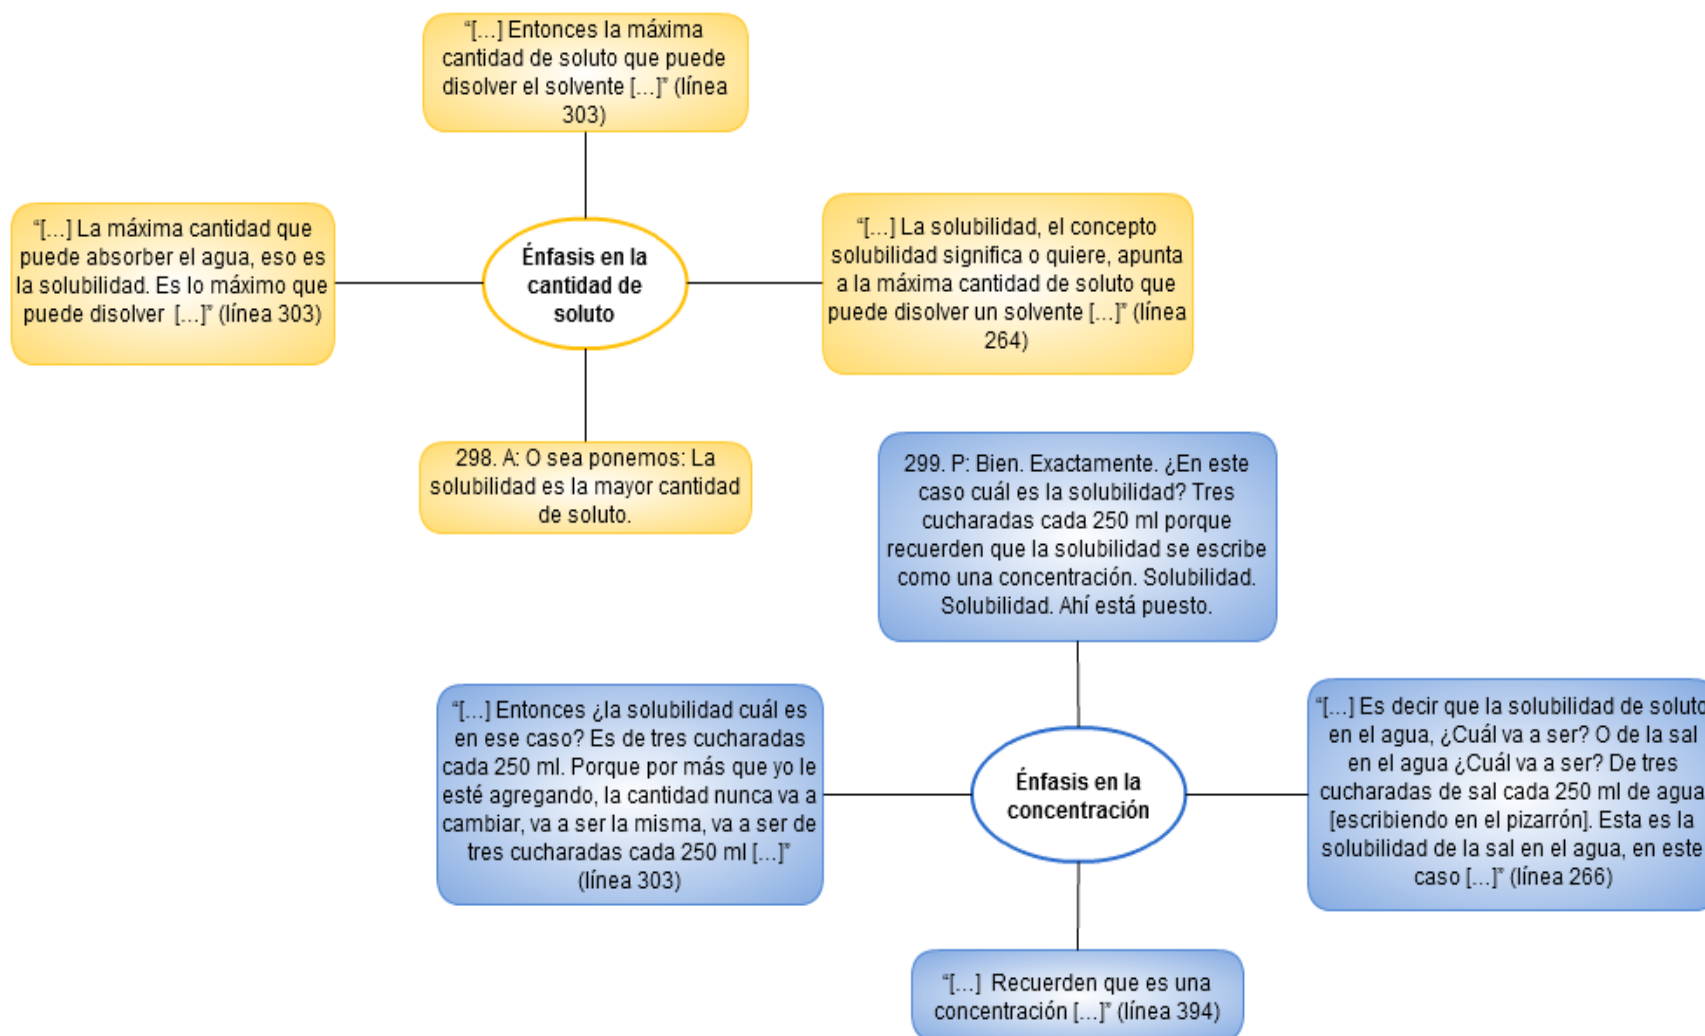 “[…] Entonces la máxima
cantidad de soluto que puede
disolver el solvente […]” (línea
303)
“[…] La máxima cantidad que
puede absorber el agua, eso es
la solubilidad. Es lo máximo que
puede disolver […]” (línea 303)
Énfasis en la
cantidad de
soluto
“[…] La solubilidad, el concepto
solubilidad significa o quiere, apunta
a la máxima cantidad de soluto que
puede disolver un solvente […]” (línea
264)
298. A: O sea ponemos: La
solubilidad es la mayor cantidad
de soluto.
299. P: Bien. Exactamente. ¿En este
caso cuál es la solubilidad? Tres
cucharadas cada 250 ml porque
recuerden que la solubilidad se escribe
como una concentración. Solubilidad.
Solubilidad. Ahí está puesto.
“[…] Entonces ¿la solubilidad cuál es
en ese caso? Es de tres cucharadas
cada 250 ml. Porque por más que yo le
esté agregando, la cantidad nunca va a
cambiar, va a ser la misma, va a ser de
tres cucharadas cada 250 ml […]”
(línea 303)
Énfasis en la
concentración
“[…] Es decir que la solubilidad de soluto
en el agua, ¿Cuál va a ser? O de la sal
en el agua ¿Cuál va a ser? De tres
cucharadas de sal cada 250 ml de agua
[escribiendo en el pizarrón]. Esta es la
solubilidad de la sal en el agua, en este
caso […]” (línea 266)
“[…] Recuerden que es una
concentración […]” (línea 394)